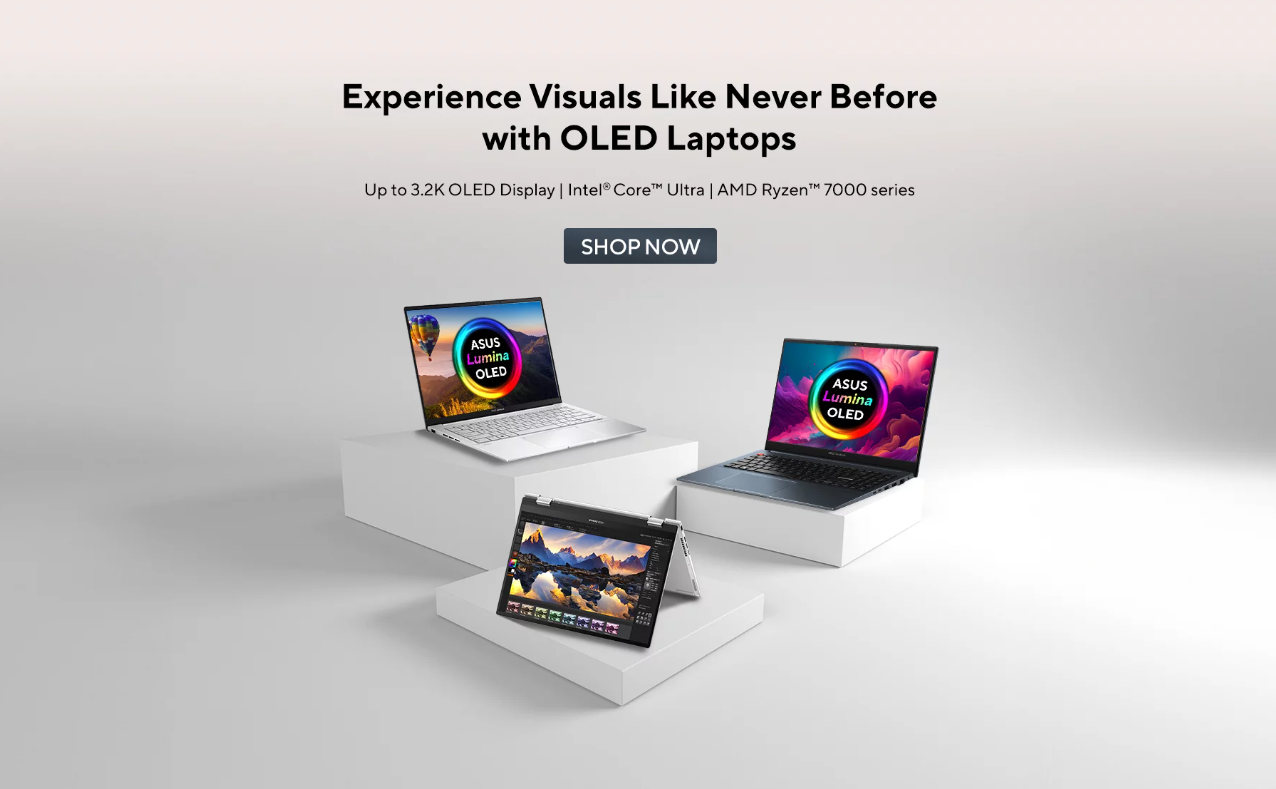 Experience Visuals Like Never Before
with OLED Laptops
Up to 3.2K OLED Display | Intel® Core™ Ultra | AMD Ryzen™ 7000 series
SHOP NOW
ASUS
Lumina
OLED
ASUS
Lumina
OLED